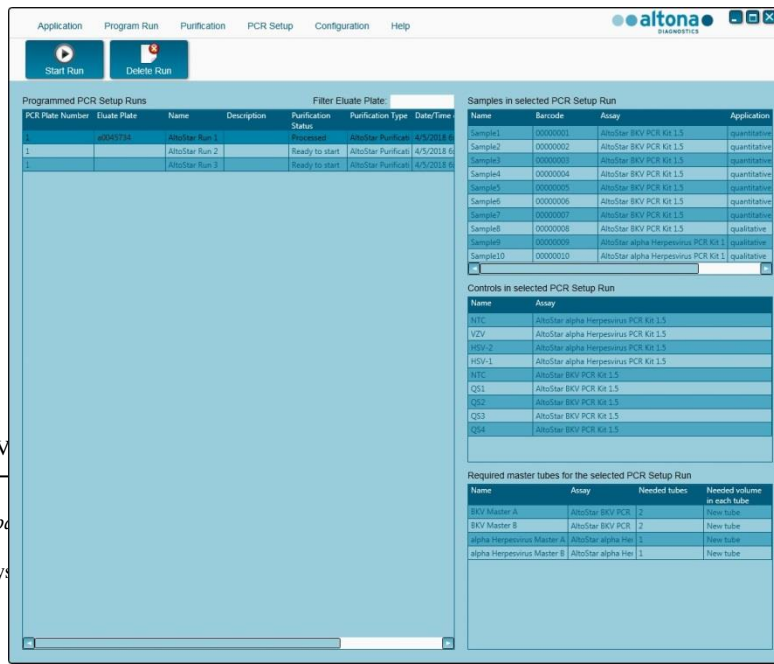 Application Program Run Purification PCR Setup Configuration Help
altona
DIAGNOSTICS
Start Run Delete Run
Programmed PCR Setup Runs Filter Eluate Plate:
PCR Plate Number Eluate Plate Name Description Purification Status Purification Type Date/Time
1 a0045734 AltoStar Run 1 Processed AltoStar Purificati 4/5/2018 6:
1 AltoStar Run 2 Ready to start AltoStar Purificati 4/5/2018 6:
1 AltoStar Run 3 Ready to start AltoStar Purificati 4/5/2018 6:
Samples in selected PCR Setup Run
Name Barcode Assay Application
Sample1 00000001 AltoStar BKV PCR Kit 1.5 quantitative
Sample2 00000002 AltoStar BKV PCR Kit 1.5 quantitative
Sample3 00000003 AltoStar BKV PCR Kit 1.5 quantitative
Sample4 00000004 AltoStar BKV PCR Kit 1.5 quantitative
Sample5 00000005 AltoStar BKV PCR Kit 1.5 quantitative
Sample6 00000006 AltoStar BKV PCR Kit 1.5 quantitative
Sample7 00000007 AltoStar BKV PCR Kit 1.5 quantitative
Sample8 00000008 AltoStar BKV PCR Kit 1.5 qualitative
Sample9 00000009 AltoStar alpha Herpesvirus PCR Kit 1 qualitative
Sample10 00000010 AltoStar alpha Herpesvirus PCR Kit 1 qualitative
Controls in selected PCR Setup Run
Name Assay
NTC AltoStar alpha Herpesvirus PCR Kit 1.5
VZV AltoStar alpha Herpesvirus PCR Kit 1.5
HSV-2 AltoStar alpha Herpesvirus PCR Kit 1.5
HSV-1 AltoStar alpha Herpesvirus PCR Kit 1.5
NTC AltoStar BKV PCR Kit 1.5
QS1 AltoStar BKV PCR Kit 1.5
QS2 AltoStar BKV PCR Kit 1.5
QS3 AltoStar BKV PCR Kit 1.5
QS4 AltoStar BKV PCR Kit 1.5
Required master tubes for the selected PCR Setup Run
Name Assay Needed tubes Needed volume in each tube
BKV Master A AltoStar BKV PCR 2 New tube
BKV Master B AltoStar BKV PCR 2 New tube
alpha Herpesvirus Master A AltoStar alpha Her 1 New tube
alpha Herpesvirus Master B AltoStar alpha Her 1 New tube